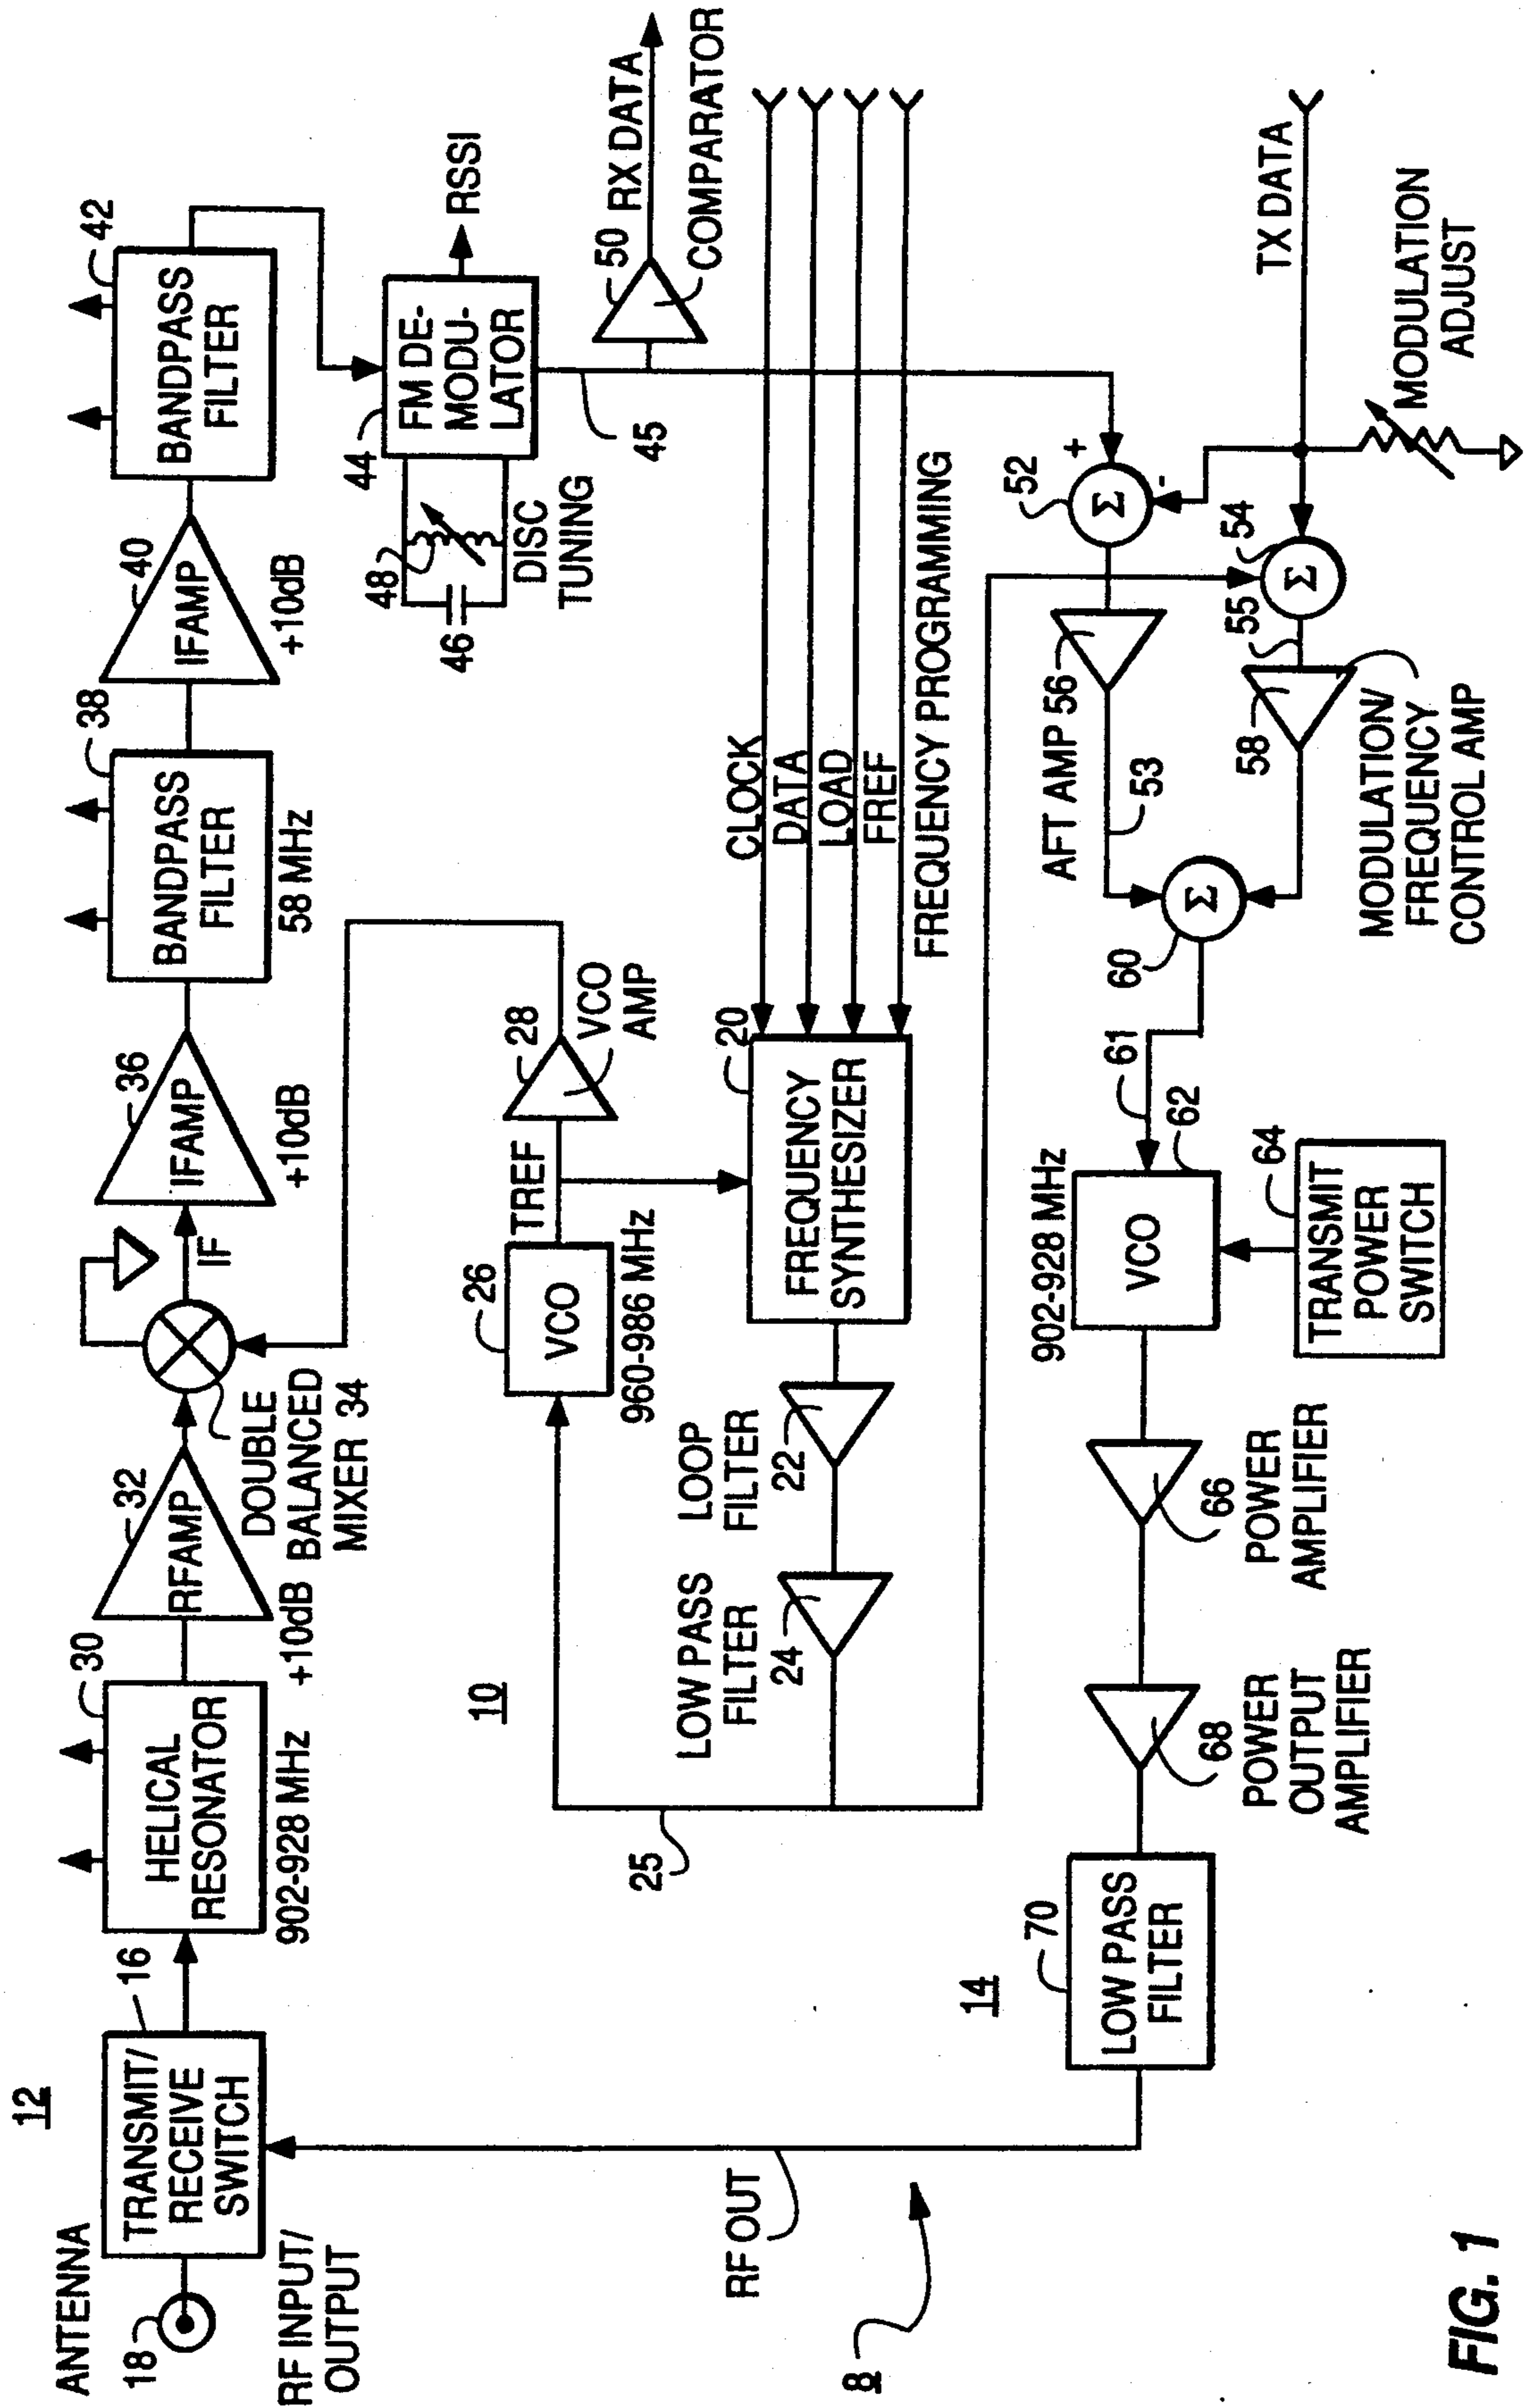 12
ANTENNA
18
RF INPUT/
OUTPUT
TRANSMIT/
RECEIVE
SWITCH
16
HELICAL
RESONATOR
30
902-928 MHz
RFAMP
32
+10dB
DOUBLE
BALANCED
MIXER 34
IF
IFAMP
36
+10dB
BANDPASS
FILTER
38
58 MHz
IFAMP
40
+10dB
BANDPASS
FILTER
42
FM DE-
MODU-
LATOR
44
RSSI
45
46
48
DISC
TUNING
50
RX DATA
COMPARATOR
10
VCO
26
960-986 MHz
TREF
28
VCO
AMP
FREQUENCY
SYNTHESIZER
20
CLOCK
DATA
LOAD
FREF
FREQUENCY PROGRAMMING
LOOP
FILTER
22
LOW PASS
FILTER
24
25
52
Σ
+
-
TX DATA
MODULATION
ADJUST
54
Σ
55
AFT AMP 56
53
58
MODULATION/
FREQUENCY
CONTROL AMP
Σ
60
61
902-928 MHz
VCO
62
TRANSMIT
POWER
SWITCH
64
66
POWER
AMPLIFIER
68
POWER
OUTPUT
AMPLIFIER
14
LOW PASS
FILTER
70
RF OUT
8
FIG. 1